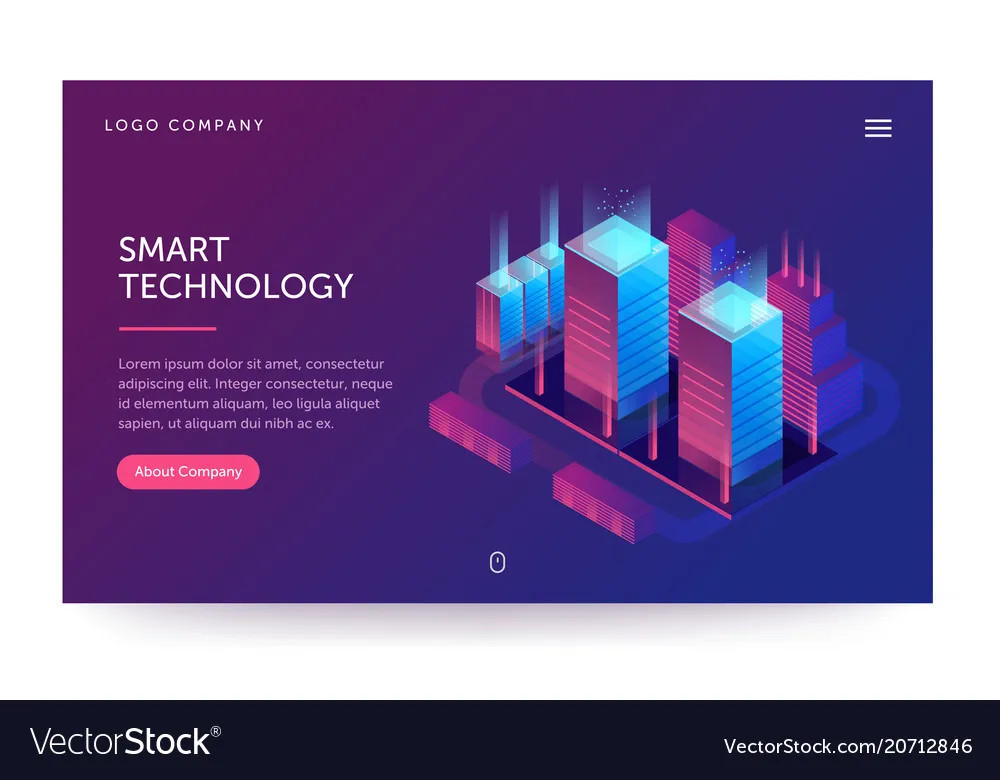 LOGO COMPANY
SMART
TECHNOLOGY
Lorem ipsum dolor sit amet, consectetur
adipiscing elit. Integer consectetur, neque
id elementum aliquam, leo ligula aliquet
sapien, ut aliquam dui nibh ac ex.
About Company
VectorStock®
VectorStock.com/20712846